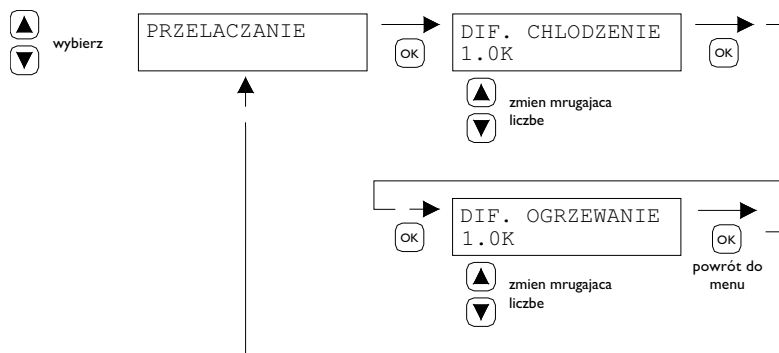 wybierz
PRZELACZANIE
OK
DIF. CHLODZENIE
1.0K
OK
zmien mrugajaca
liczbe
OK
DIF. OGRZEWANIE
1.0K
OK
powrót do
menu
zmien mrugajaca
liczbe